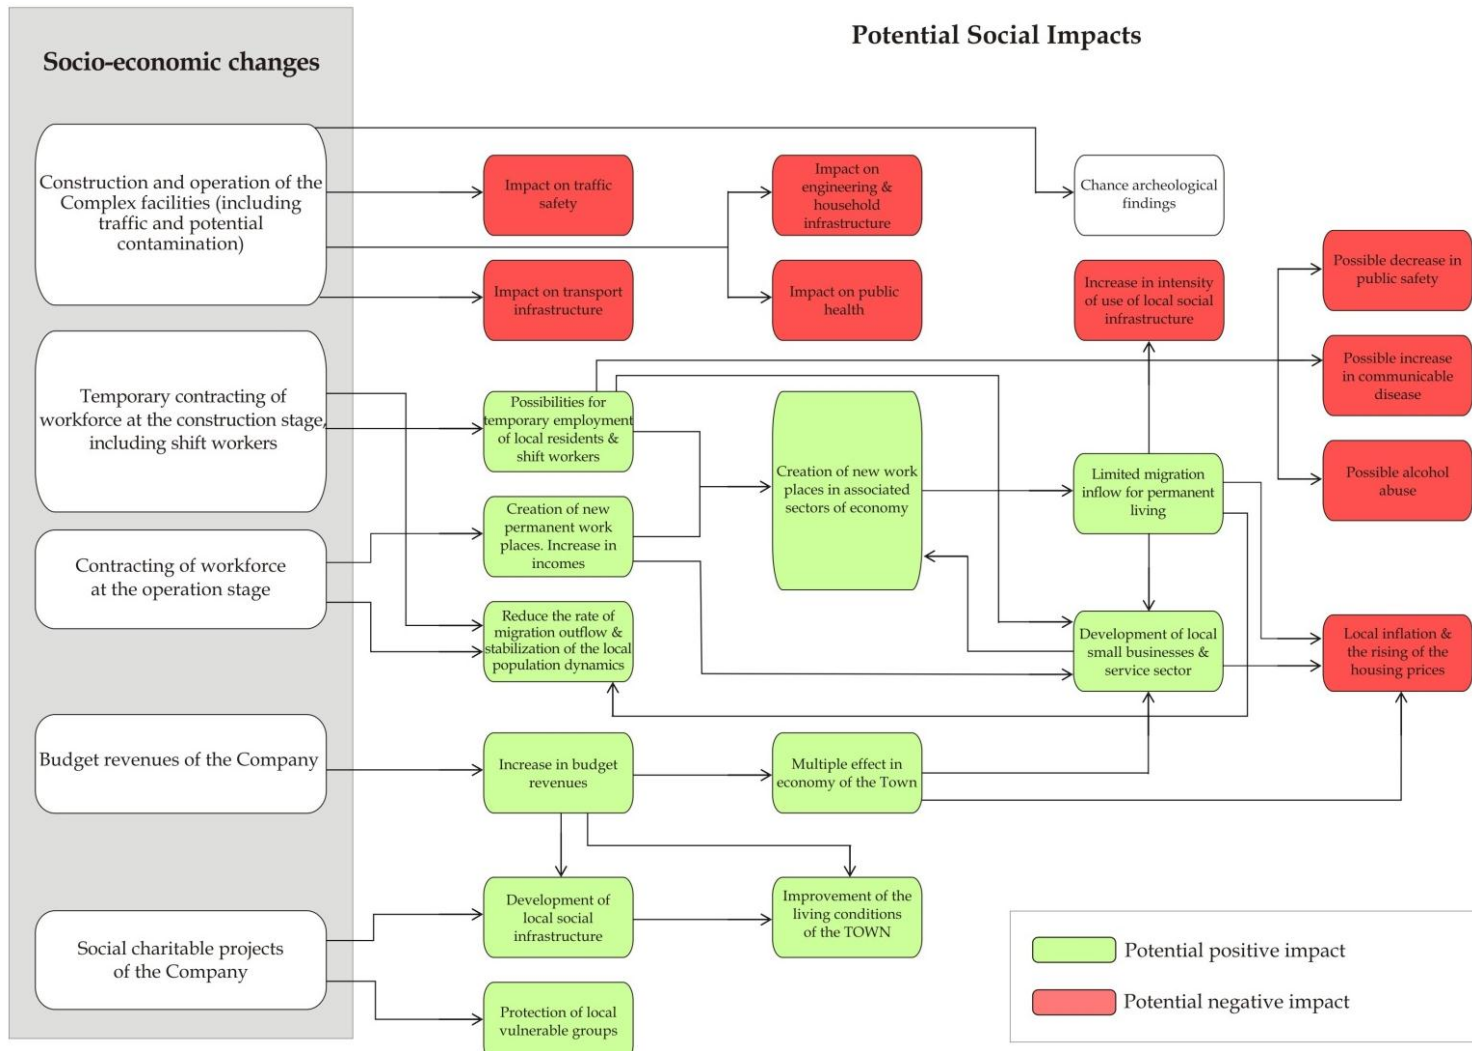 Potential Social Impacts
Socio-economic changes
Construction and operation of the
Complex facilities (including
traffic and potential
contamination)
Impact on traffic
safety
Impact on
engineering &
household
infrastructure
Chance archeological
findings
Impact on transport
infrastructure
Impact on public
health
Increase in intensity
of use of local social
infrastructure
Possible decrease in
public safety
Temporary contracting of
workforce at the construction stage,
including shift workers
Possibilities for
temporary employment
of local residents &
shift workers
Creation of new work
places in associated
sectors of economy
Limited migration
inflow for permanent
living
Possible increase
in communicable
disease
Possible alcohol
abuse
Contracting of workforce
at the operation stage
Creation of new
permanent work
places. Increase in
incomes
Reduce the rate of
migration outflow &
stabilization of the local
population dynamics
Development of local
small businesses &
service sector
Local inflation &
the rising of the
housing prices
Budget revenues of the Company
Increase in budget
revenues
Multiple effect in
economy of the Town
Social charitable projects
of the Company
Development of
local social
infrastructure
Improvement of the
living conditions
of the TOWN
Protection of local
vulnerable groups
Potential positive impact
Potential negative impact